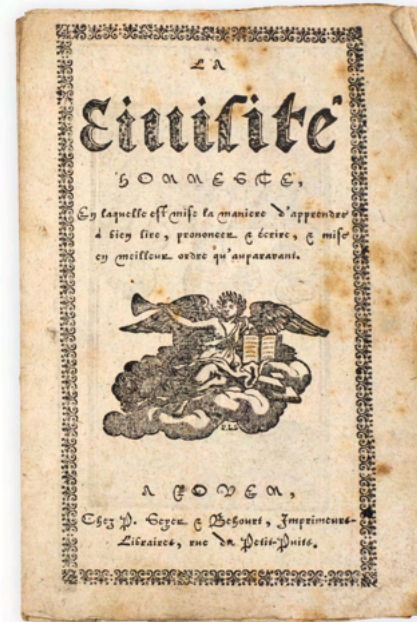 LA
Civilité
HONNESTE,
En laquelle est mise la maniere d'apprendre
à bien lire, prononcer & écrire, & mise
en meilleur ordre qu'auparavant.
A ROVEN,
Chez P. Seyer & Behourt, Imprimeurs-
Libraires, rue du Petit-Puits.